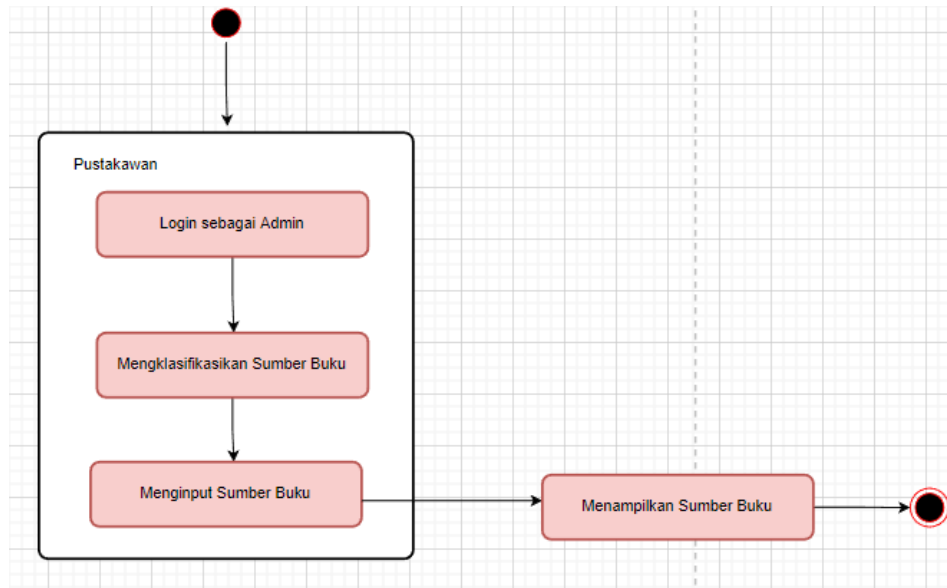 Pustakawan
Login sebagai Admin
Mengklasifikasikan Sumber Buku
Menginput Sumber Buku
Menampilkan Sumber Buku